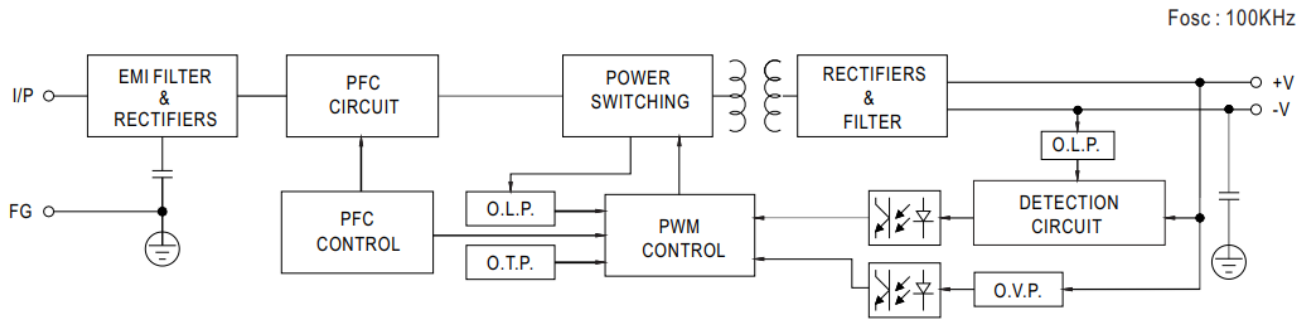 Fosc : 100KHz
I/P
EMI FILTER
&
RECTIFIERS
PFC
CIRCUIT
POWER
SWITCHING
RECTIFIERS
&
FILTER
+V
-V
O.L.P.
FG
PFC
CONTROL
O.L.P.
O.T.P.
PWM
CONTROL
DETECTION
CIRCUIT
O.V.P.